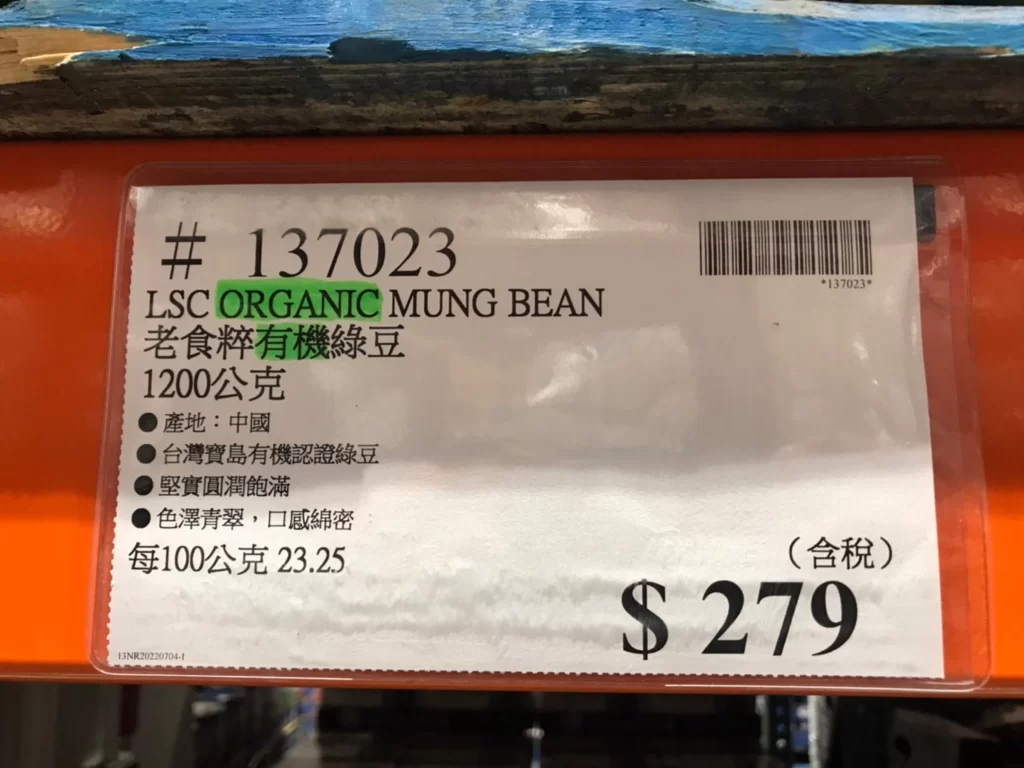 # 137023
*137023*
LSC ORGANIC MUNG BEAN
老食粹有機綠豆
1200公克
●產地：中國
●台灣寶島有機認證綠豆
●堅實圓潤飽滿
●色澤青翠，口感綿密
每100公克 23.25
（含稅）
$ 279
13NR20220704-1